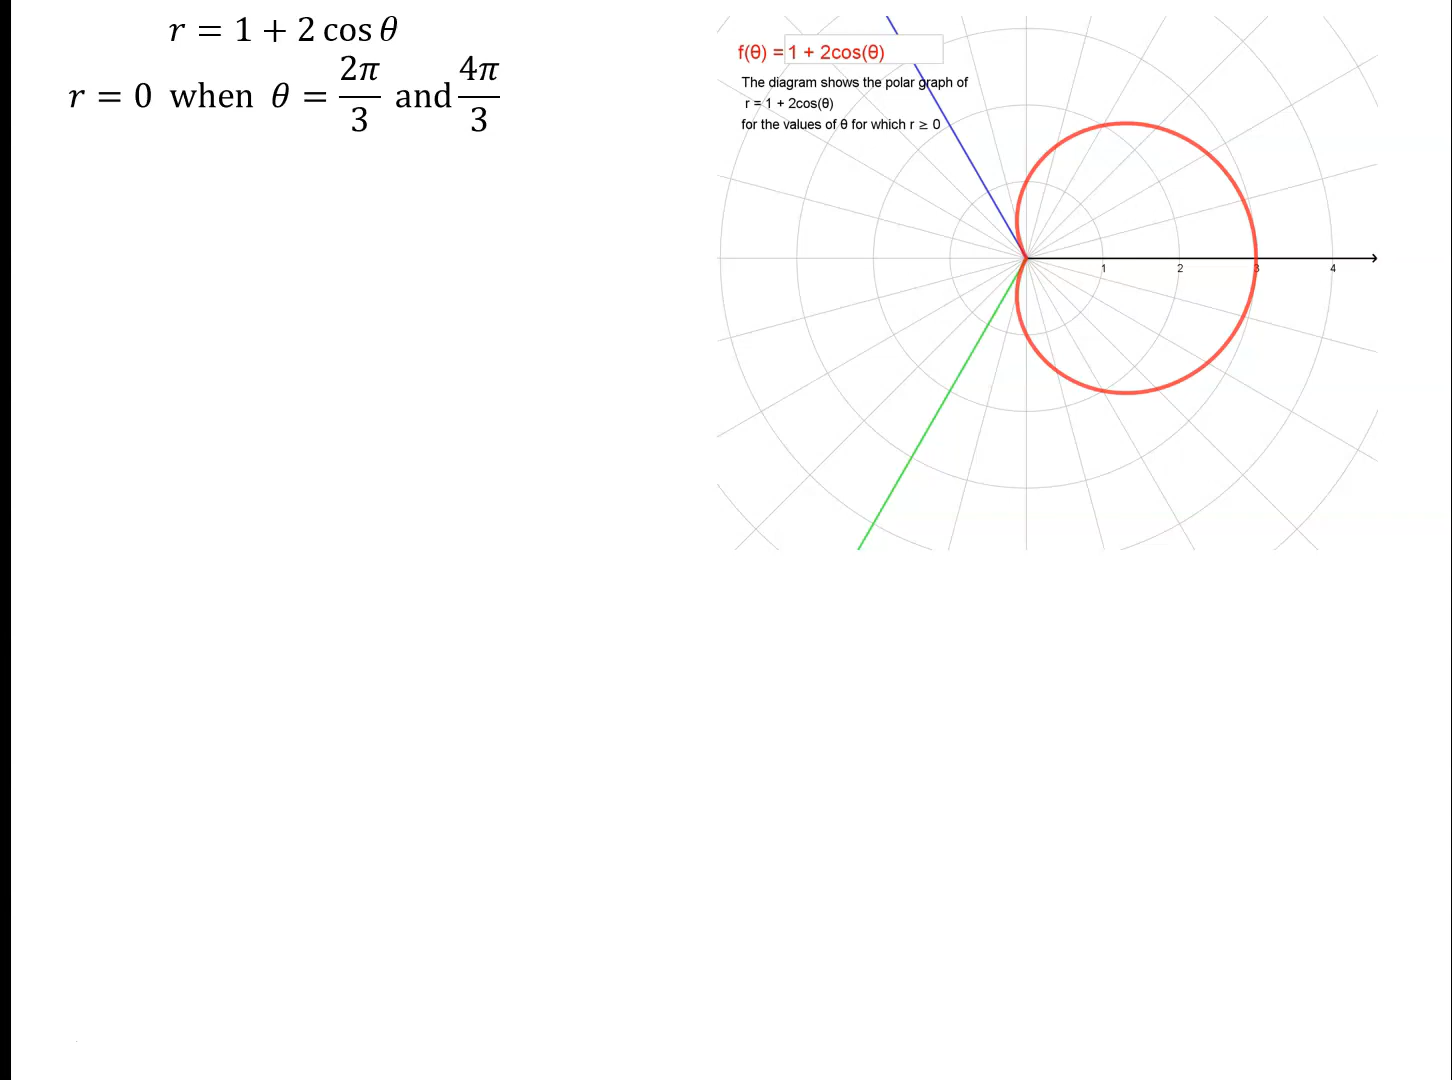 r = 1 + 2 cos θ
r = 0 when θ = 2π/3 and 4π/3
f(θ) = 1 + 2cos(θ)
The diagram shows the polar graph of
r = 1 + 2cos(θ)
for the values of θ for which r ≥ 0
1 2 3 4